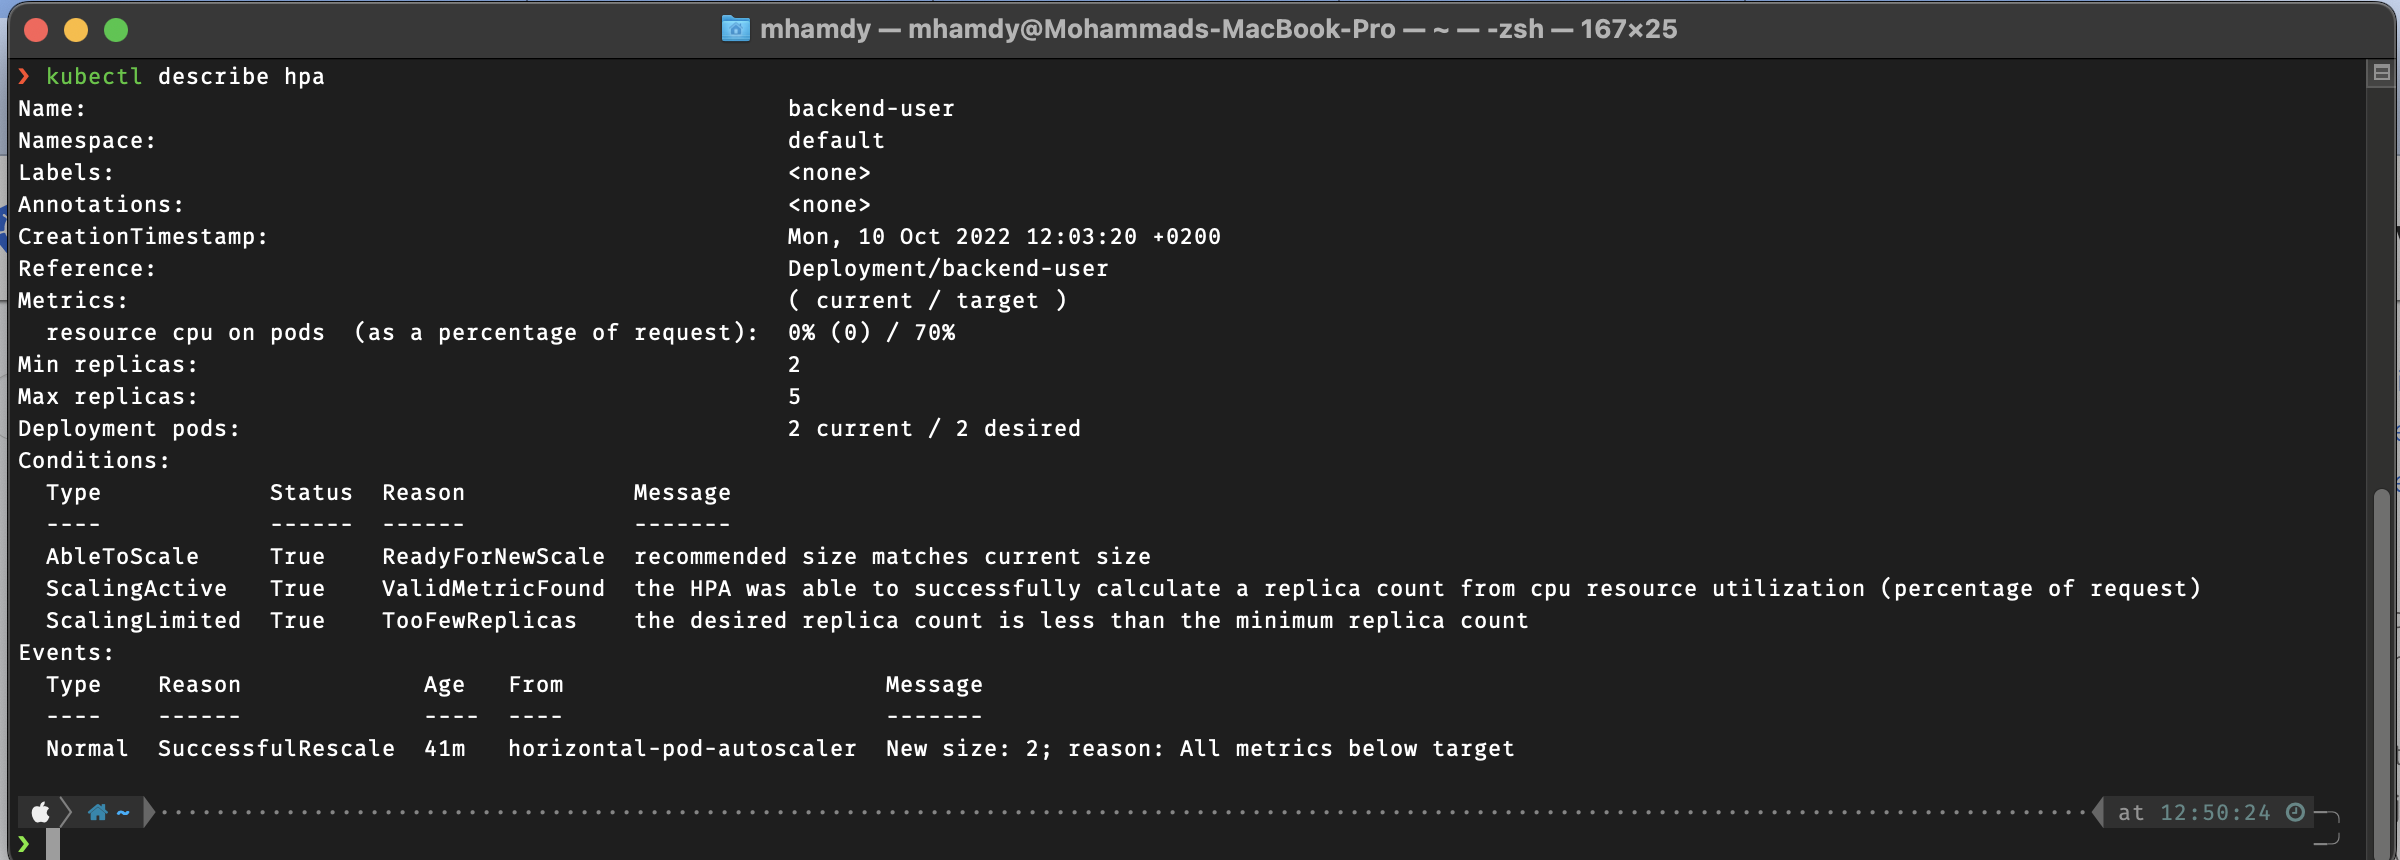 mhamdy — mhamdy@Mohammads-MacBook-Pro — ~ — -zsh — 167×25
❯ kubectl describe hpa
Name:                                                  backend-user
Namespace:                                             default
Labels:                                                <none>
Annotations:                                           <none>
CreationTimestamp:                                     Mon, 10 Oct 2022 12:03:20 +0200
Reference:                                             Deployment/backend-user
Metrics:                                               ( current / target )
  resource cpu on pods  (as a percentage of request):  0% (0) / 70%
Min replicas:                                          2
Max replicas:                                          5
Deployment pods:                                       2 current / 2 desired
Conditions:
  Type            Status  Reason            Message
  ----            ------  ------            -------
  AbleToScale     True    ReadyForNewScale  recommended size matches current size
  ScalingActive   True    ValidMetricFound  the HPA was able to successfully calculate a replica count from cpu resource utilization (percentage of request)
  ScalingLimited  True    TooFewReplicas    the desired replica count is less than the minimum replica count
Events:
  Type    Reason             Age   From                       Message
  ----    ------             ----  ----                       -------
  Normal  SuccessfulRescale  41m   horizontal-pod-autoscaler  New size: 2; reason: All metrics below target
~ at 12:50:24
❯